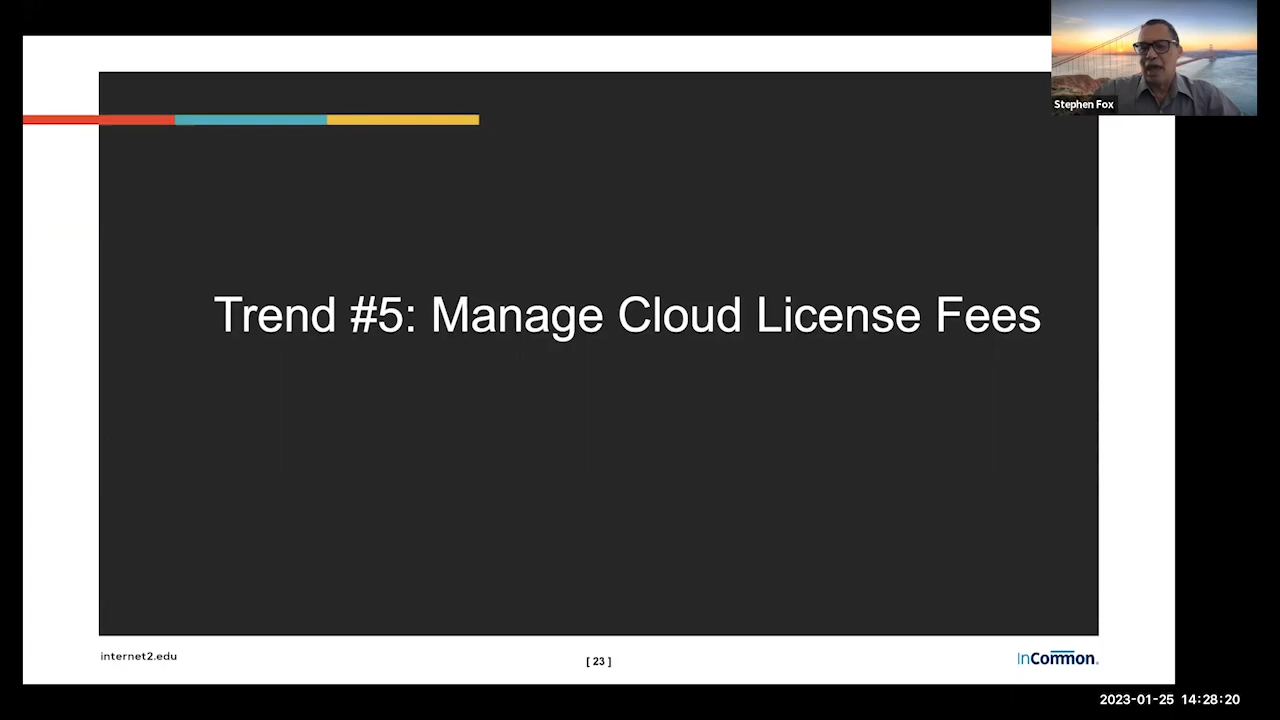 Stephen Fox
Trend #5: Manage Cloud License Fees
internet2.edu
[ 23 ]
InCommon.
2023-01-25 14:28:20